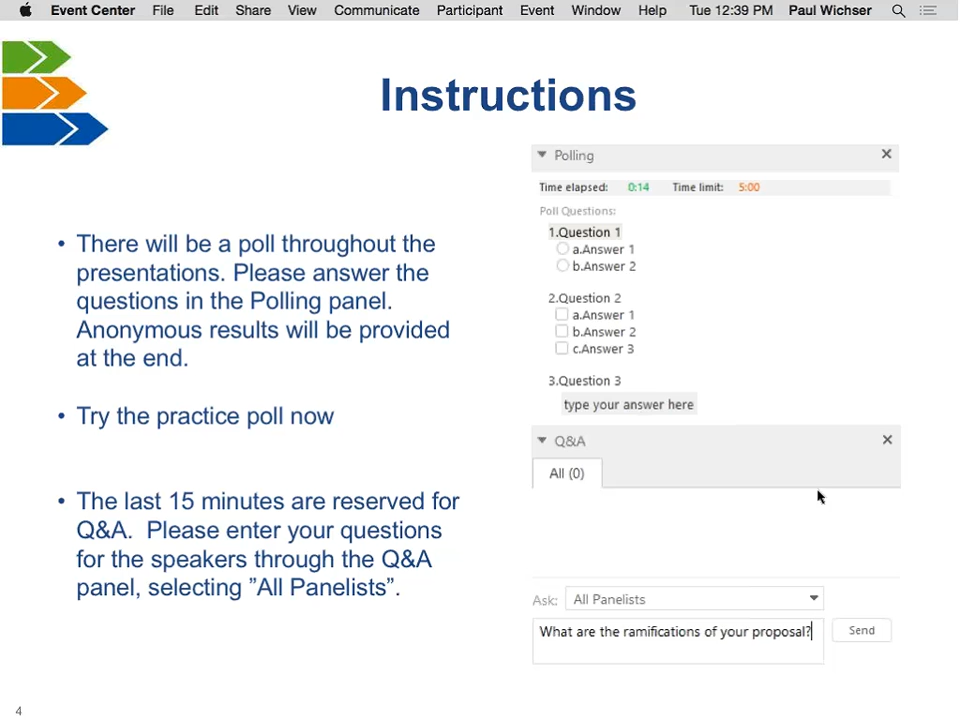 Event Center File Edit Share View Communicate Participant Event Window Help Tue 12:39 PM Paul Wichser
Instructions
• There will be a poll throughout the
presentations. Please answer the
questions in the Polling panel.
Anonymous results will be provided
at the end.
• Try the practice poll now
• The last 15 minutes are reserved for
Q&A.  Please enter your questions
for the speakers through the Q&A
panel, selecting ”All Panelists”.
Polling
Time elapsed: 0:14 Time limit: 5:00
Poll Questions:
1.Question 1
a.Answer 1
b.Answer 2
2.Question 2
a.Answer 1
b.Answer 2
c.Answer 3
3.Question 3
type your answer here
Q&A
All (0)
Ask: All Panelists
What are the ramifications of your proposal?
Send
4